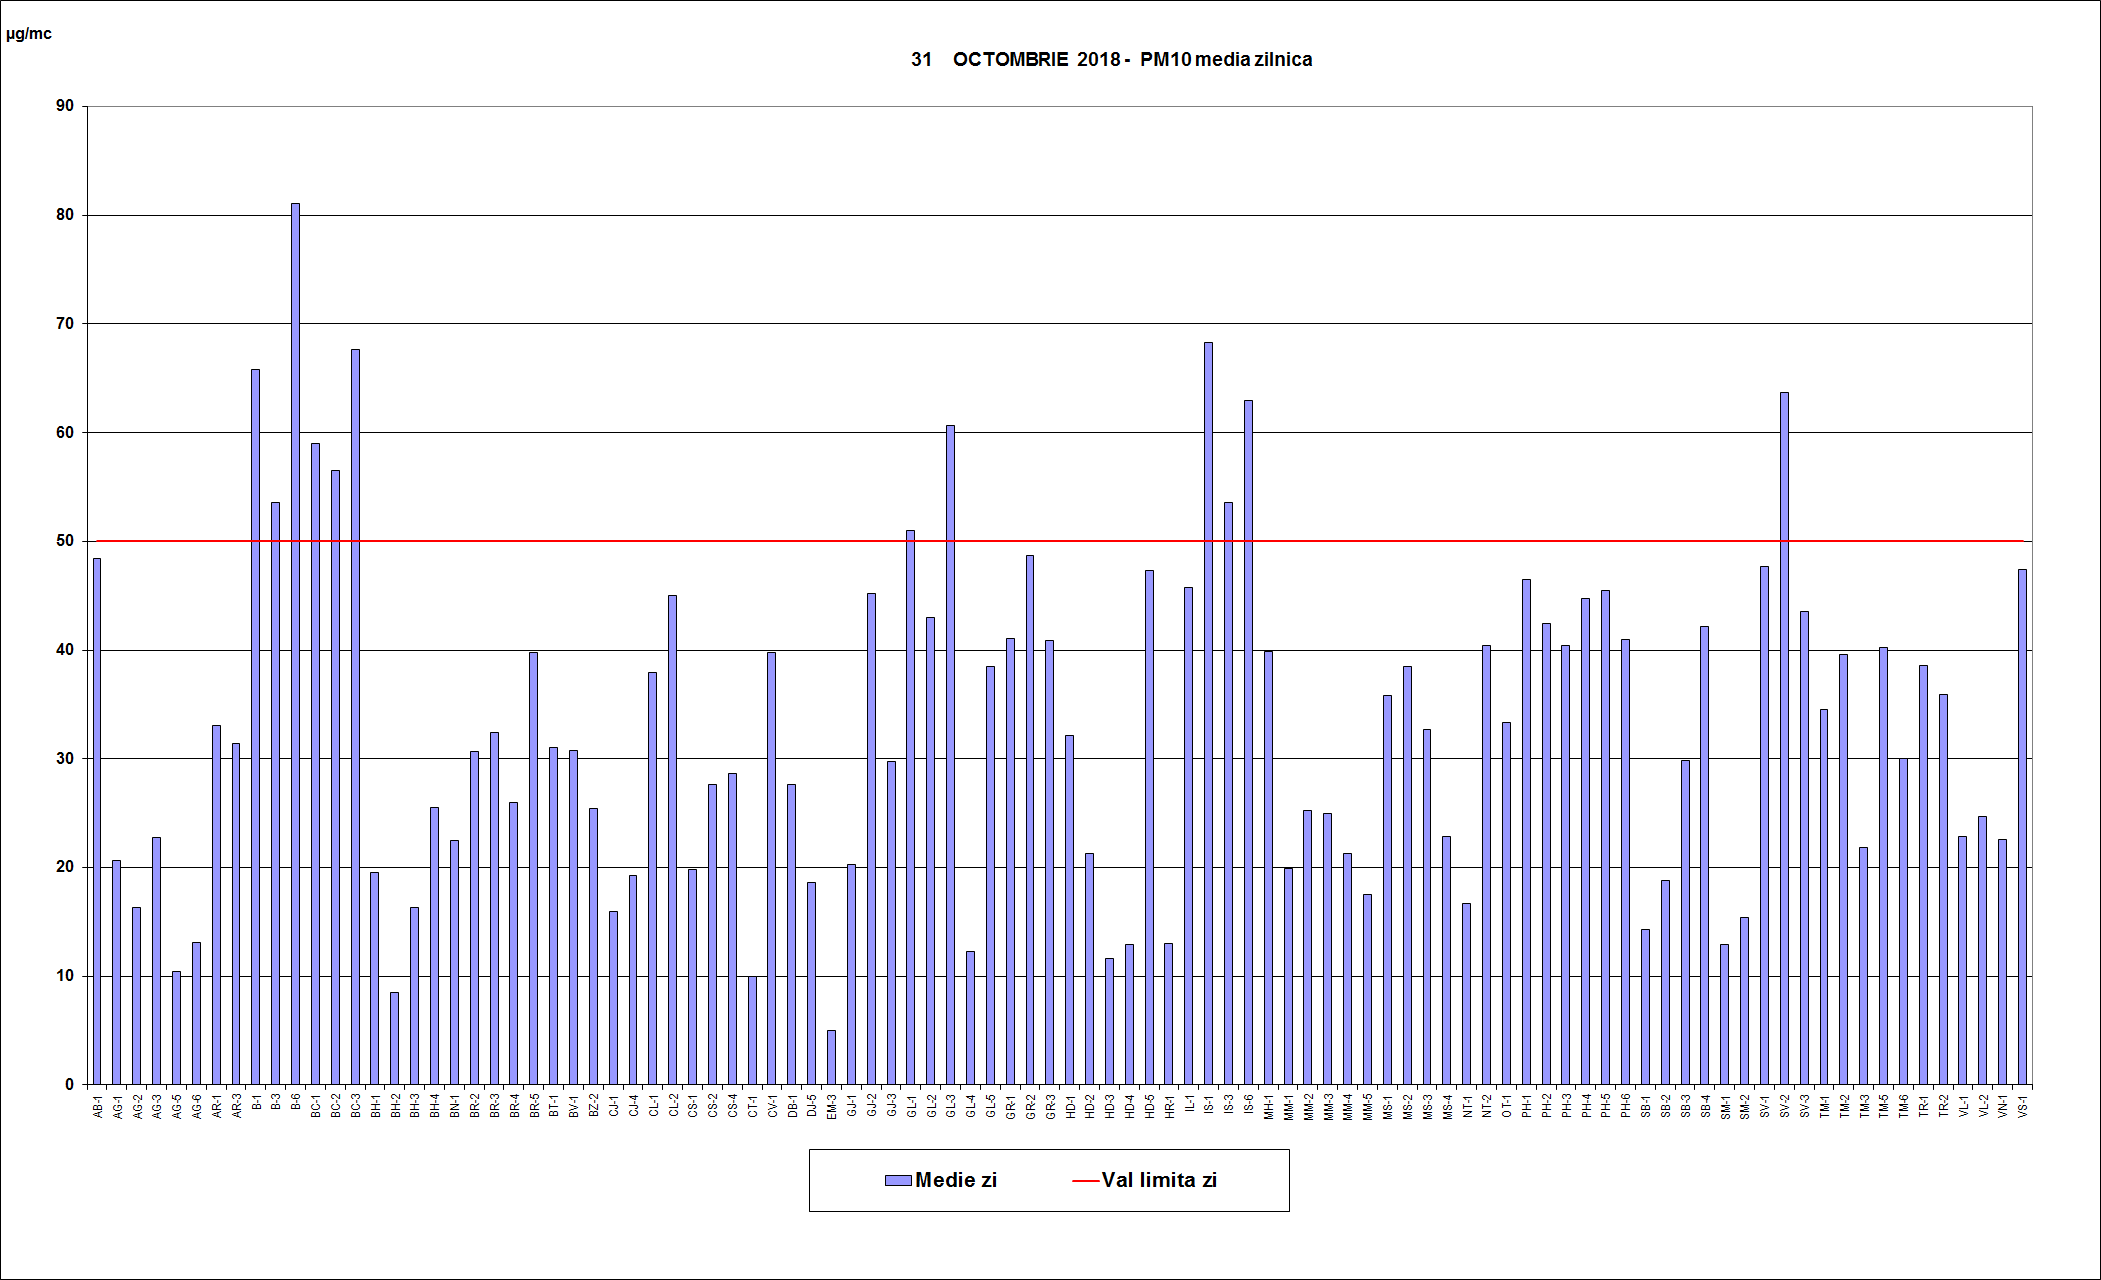 µg/mc
31 OCTOMBRIE 2018 - PM10 media zilnica
90
80
70
60
50
40
30
20
10
0
AB-1 AG-1 AG-2 AG-3 AG-5 AG-6 AR-1 AR-3 B-1 B-3 B-6 BC-1 BC-2 BC-3 BH-1 BH-2 BH-3 BH-4 BN-1 BR-2 BR-3 BR-4 BR-5 BT-1 BV-1 BZ-2 CJ-1 CJ-4 CL-1 CL-2 CS-1 CS-2 CS-4 CT-1 CV-1 DB-1 DJ-5 EM-3 GJ-1 GJ-2 GJ-3 GL-1 GL-2 GL-3 GL-4 GL-5 GR-1 GR-2 GR-3 HD-1 HD-2 HD-3 HD-4 HD-5 HR-1 IL-1 IS-1 IS-3 IS-6 MH-1 MM-1 MM-2 MM-3 MM-4 MM-5 MS-1 MS-2 MS-3 MS-4 NT-1 NT-2 OT-1 PH-1 PH-2 PH-3 PH-4 PH-5 PH-6 SB-1 SB-2 SB-3 SB-4 SM-1 SM-2 SV-1 SV-2 SV-3 TM-1 TM-2 TM-3 TM-5 TM-6 TR-1 TR-2 VL-1 VL-2 VN-1 VS-1
Medie zi Val limita zi